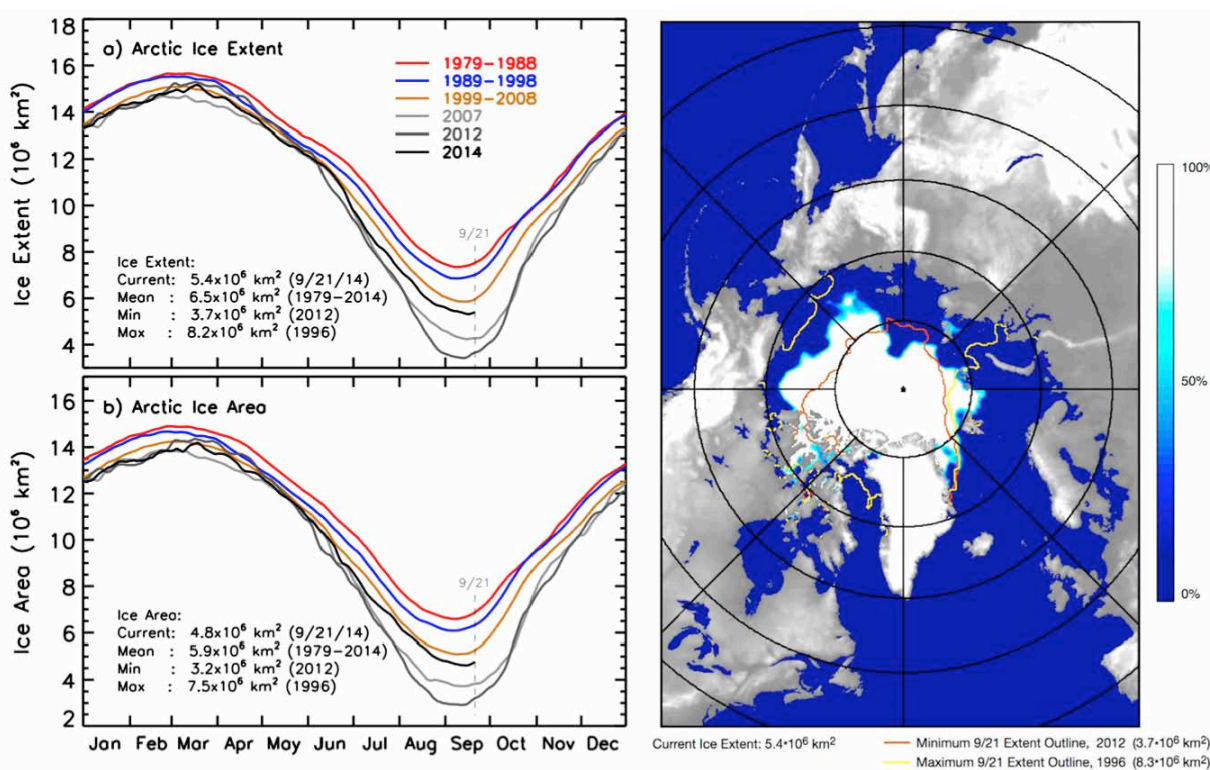 18
16
14
12
10
8
6
4
Ice Extent (10⁶ km²)
a) Arctic Ice Extent
1979-1988
1989-1998
1999-2008
2007
2012
2014
9/21
Ice Extent:
Current: 5.4x10⁶ km² (9/21/14)
Mean : 6.5x10⁶ km² (1979-2014)
Min : 3.7x10⁶ km² (2012)
Max : 8.2x10⁶ km² (1996)
16
14
12
10
8
6
4
2
Ice Area (10⁶ km²)
b) Arctic Ice Area
9/21
Ice Area:
Current: 4.8x10⁶ km² (9/21/14)
Mean : 5.9x10⁶ km² (1979-2014)
Min : 3.2x10⁶ km² (2012)
Max : 7.5x10⁶ km² (1996)
Jan Feb Mar Apr May Jun Jul Aug Sep Oct Nov Dec
100%
50%
0%
Current Ice Extent: 5.4•10⁶ km²
Minimum 9/21 Extent Outline, 2012 (3.7•10⁶ km²)
Maximum 9/21 Extent Outline, 1996 (8.3•10⁶ km²)